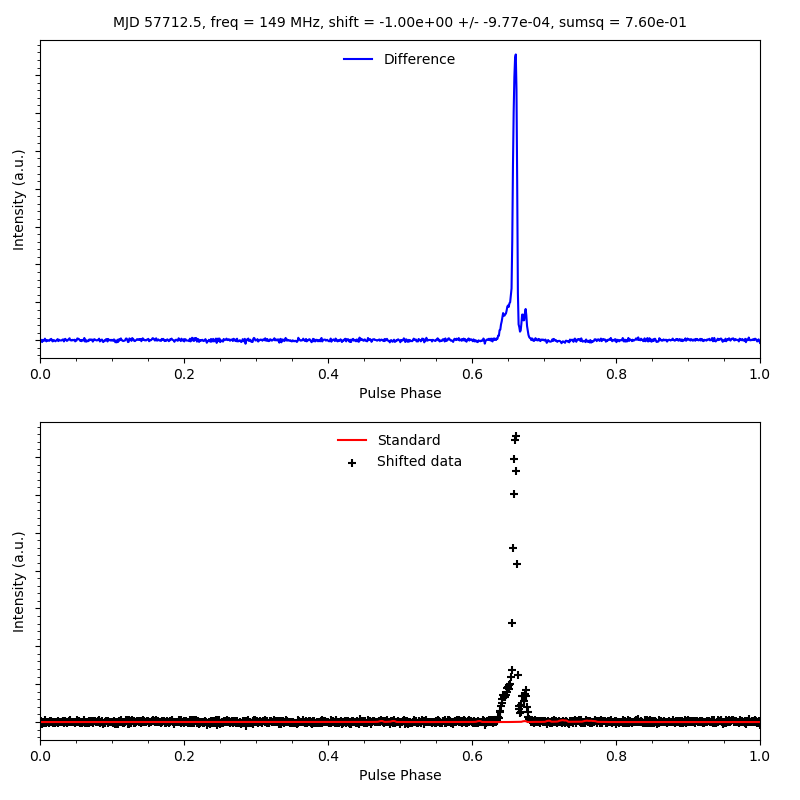 MJD 57712.5, freq = 149 MHz, shift = -1.00e+00 +/- -9.77e-04, sumsq = 7.60e-01
Difference
Intensity (a.u.)
0.0 0.2 0.4 0.6 0.8 1.0
Pulse Phase
Standard
Shifted data
Intensity (a.u.)
0.0 0.2 0.4 0.6 0.8 1.0
Pulse Phase